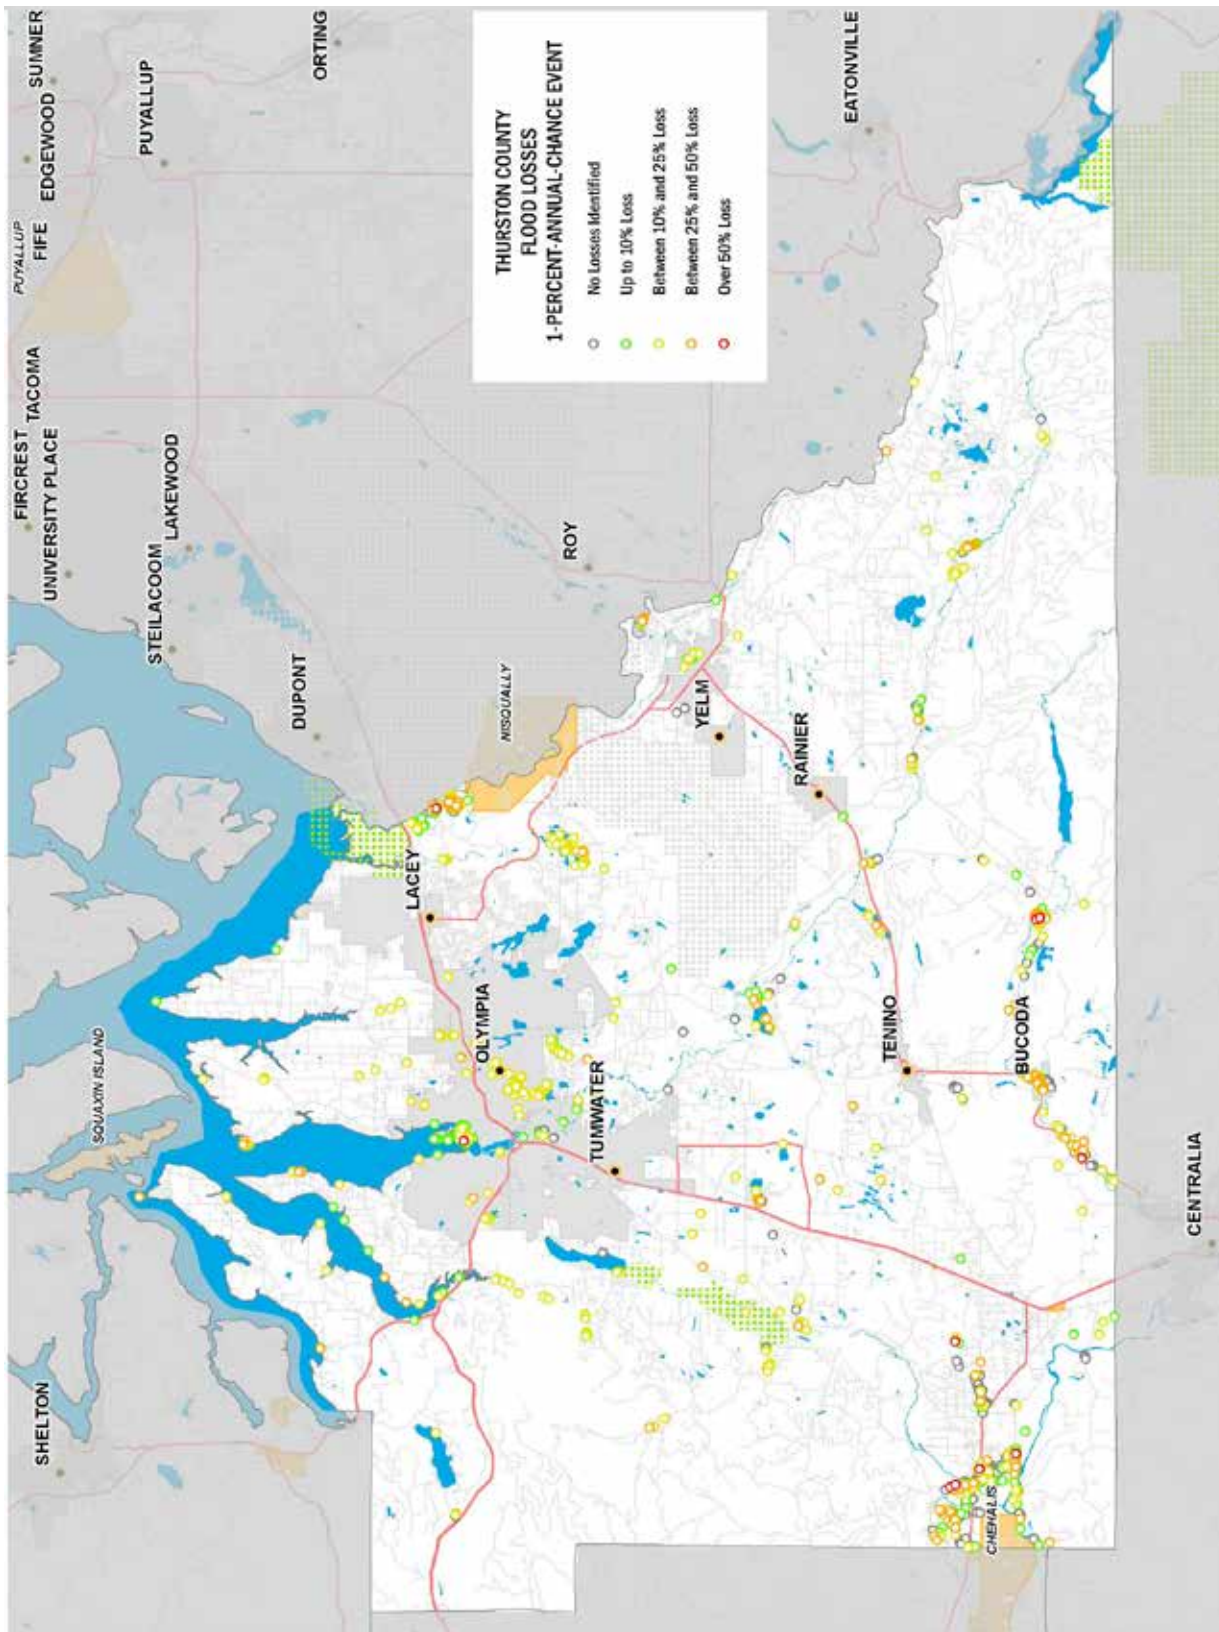 THURSTON COUNTY
FLOOD LOSSES
1-PERCENT-ANNUAL-CHANCE EVENT
No Losses Identified
Up to 10% Loss
Between 10% and 25% Loss
Between 25% and 50% Loss
Over 50% Loss
SHELTON
SQUAXIN ISLAND
STEILACOOM
UNIVERSITY PLACE
FIRCREST
LAKEWOOD
TACOMA
PUYALLUP
FIFE
EDGEWOOD
SUMNER
PUYALLUP
ORTING
DUPONT
NISQUALLY
LACEY
OLYMPIA
TUMWATER
ROY
YELM
RAINIER
EATONVILLE
TENINO
BUCODA
CHEHALIS
CENTRALIA